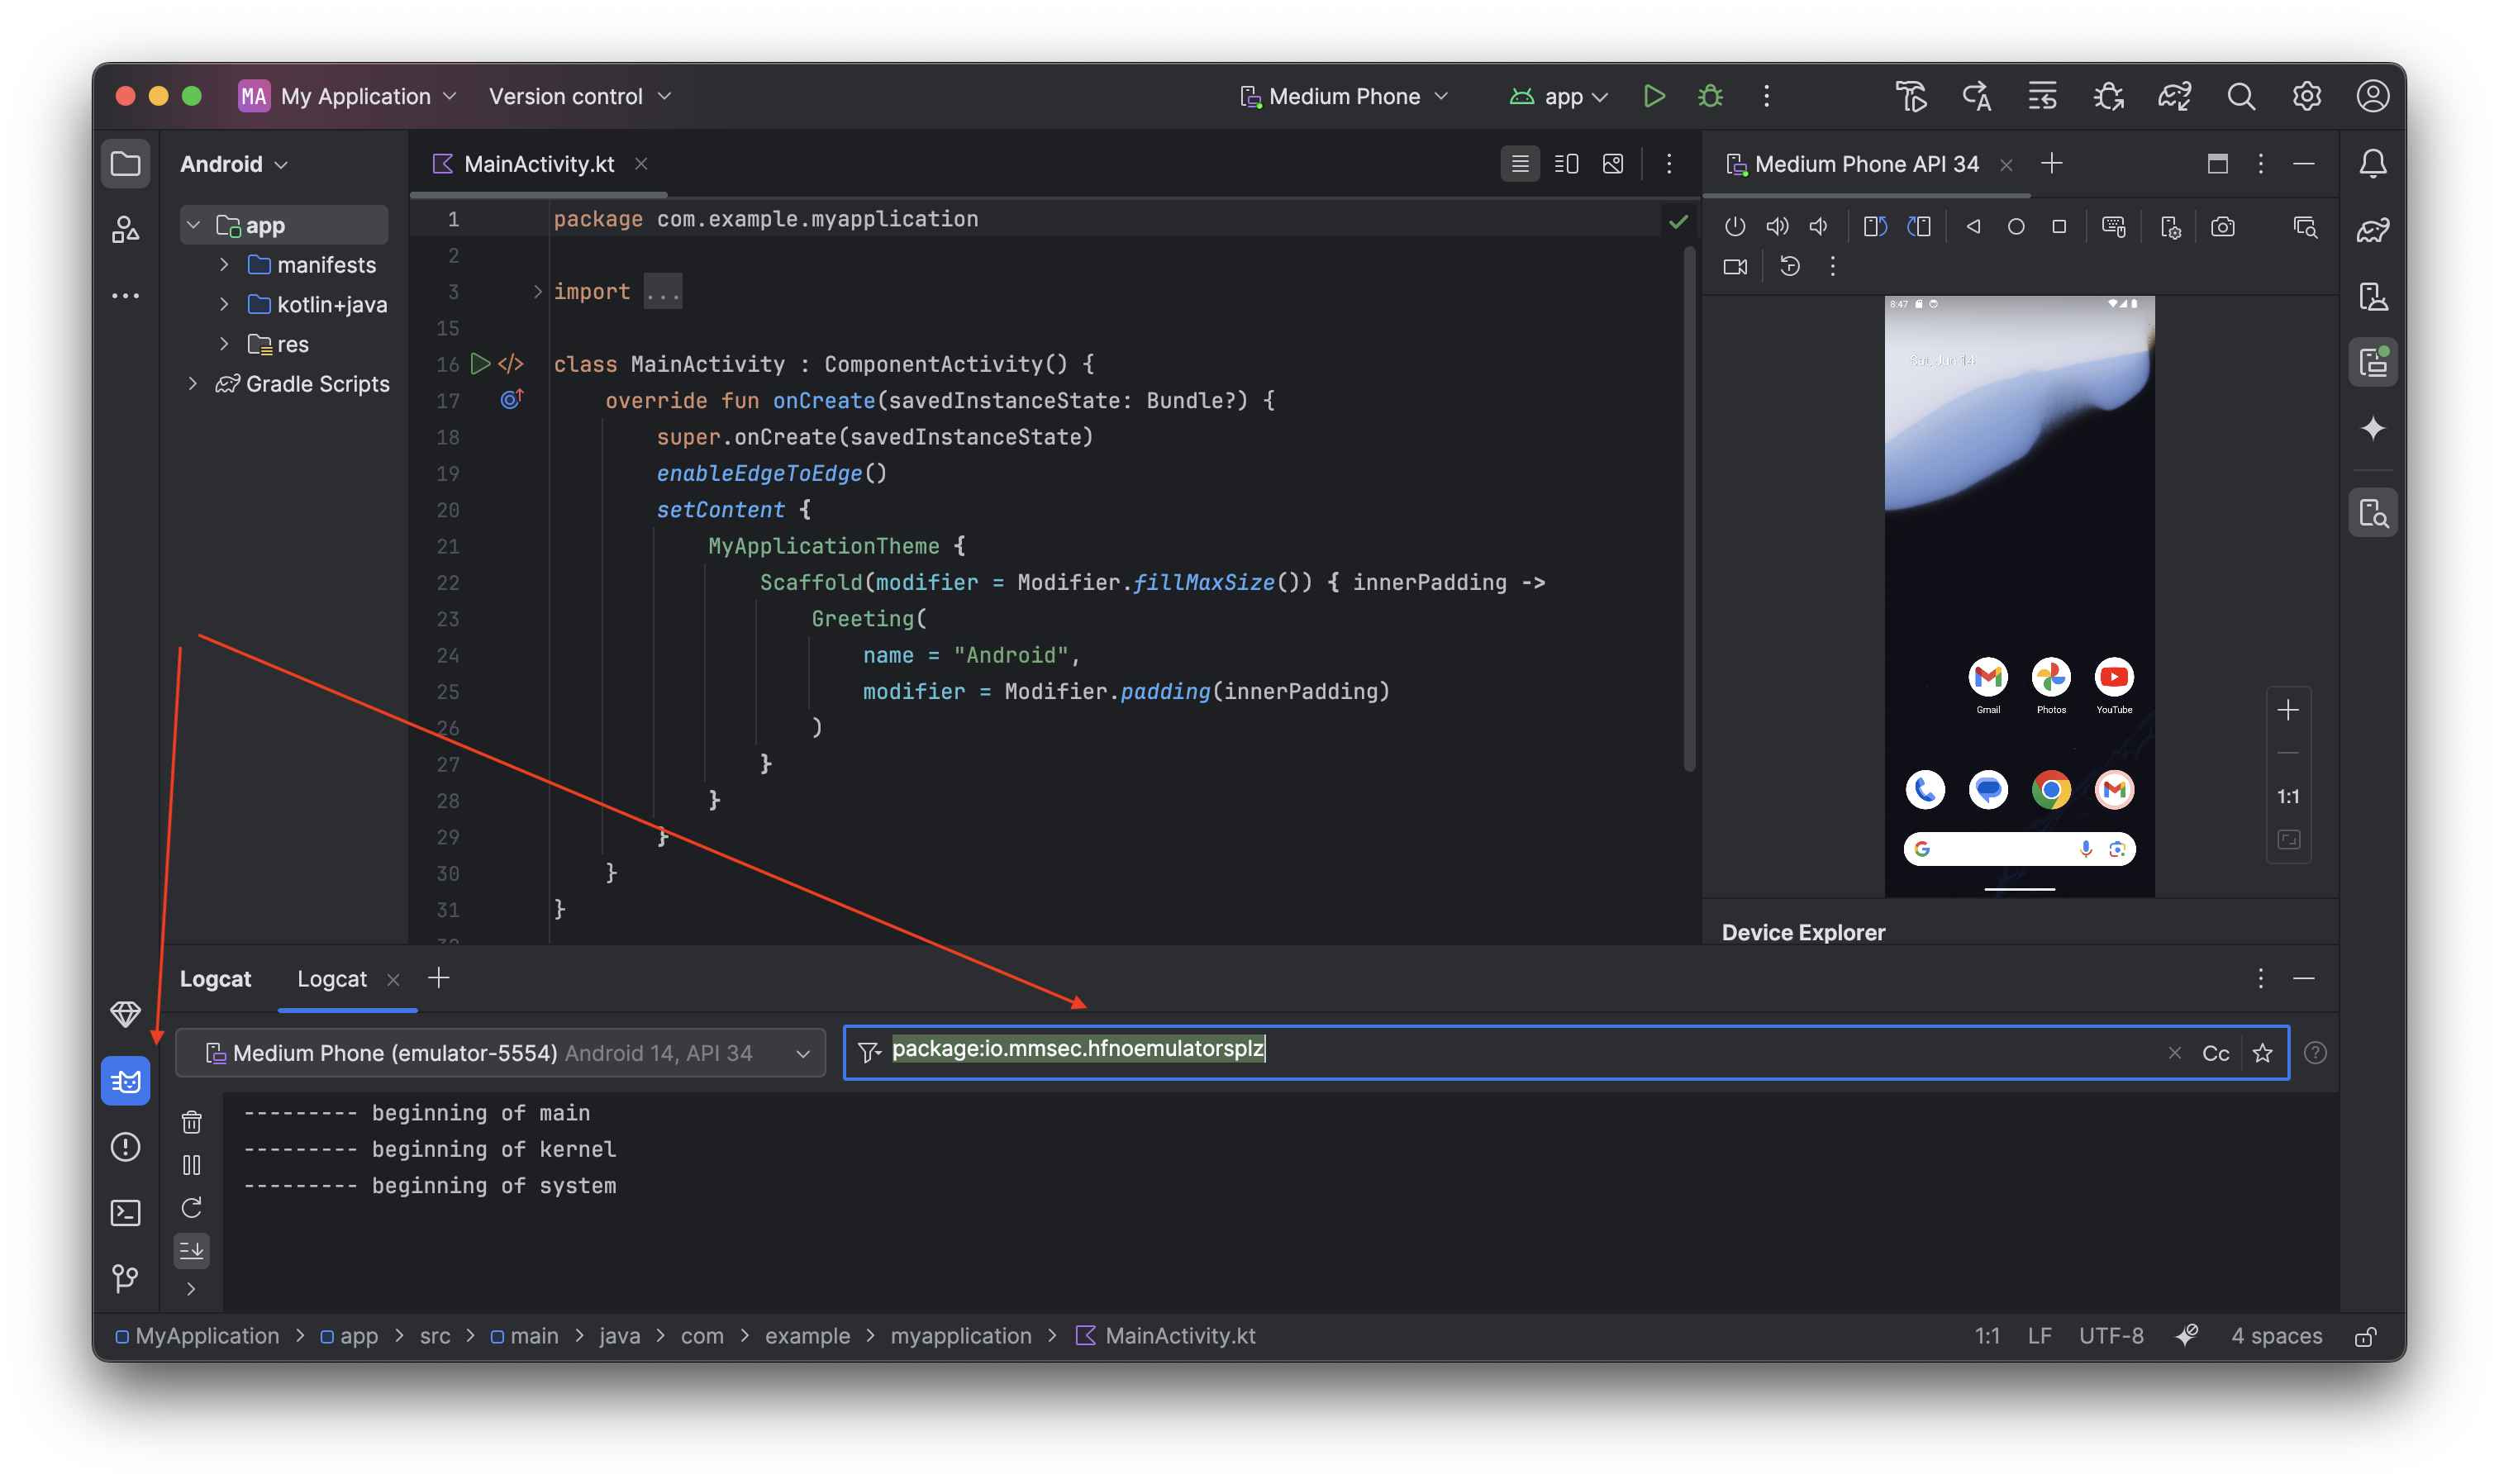 MA My Application Version control Medium Phone app
Android
MainActivity.kt
Medium Phone API 34
app
manifests
kotlin+java
res
Gradle Scripts
1 package com.example.myapplication
2
3 import ...
15
16 class MainActivity : ComponentActivity() {
17 override fun onCreate(savedInstanceState: Bundle?) {
18 super.onCreate(savedInstanceState)
19 enableEdgeToEdge()
20 setContent {
21 MyApplicationTheme {
22 Scaffold(modifier = Modifier.fillMaxSize()) { innerPadding ->
23 Greeting(
24 name = "Android",
25 modifier = Modifier.padding(innerPadding)
26 )
27 }
28 }
29 }
30 }
31 }
32
8:47
Sat, Jun 14
Gmail Photos YouTube
1:1
Device Explorer
Logcat Logcat
Medium Phone (emulator-5554) Android 14, API 34
package:io.mmsec.hfnoemulatorsplz
Cc
--------- beginning of main
--------- beginning of kernel
--------- beginning of system
MyApplication > app > src > main > java > com > example > myapplication > MainActivity.kt
1:1 LF UTF-8 4 spaces